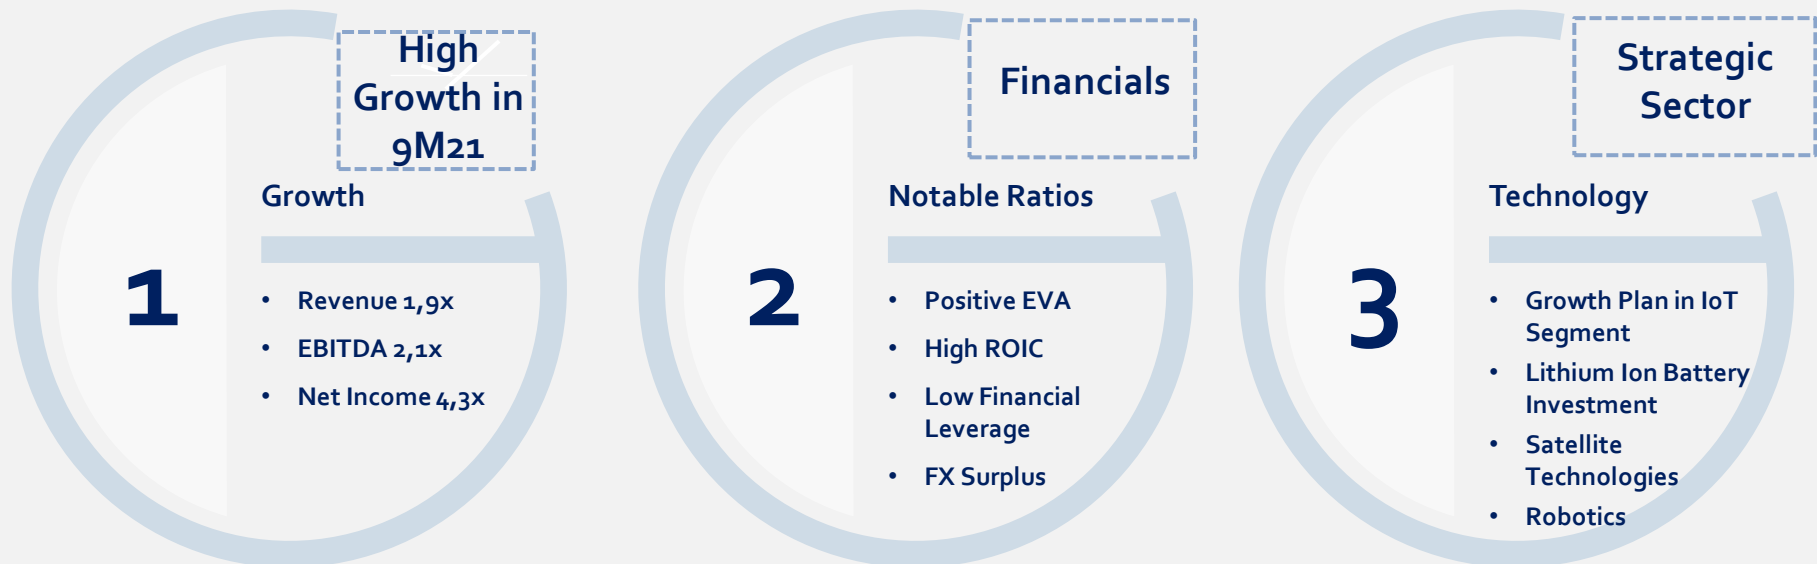 High
Growth in
9M21
Growth
1
• Revenue 1,9x
• EBITDA 2,1x
• Net Income 4,3x
Financials
Notable Ratios
2
• Positive EVA
• High ROIC
• Low Financial
Leverage
• FX Surplus
Strategic
Sector
Technology
3
• Growth Plan in IoT
Segment
• Lithium Ion Battery
Investment
• Satellite
Technologies
• Robotics